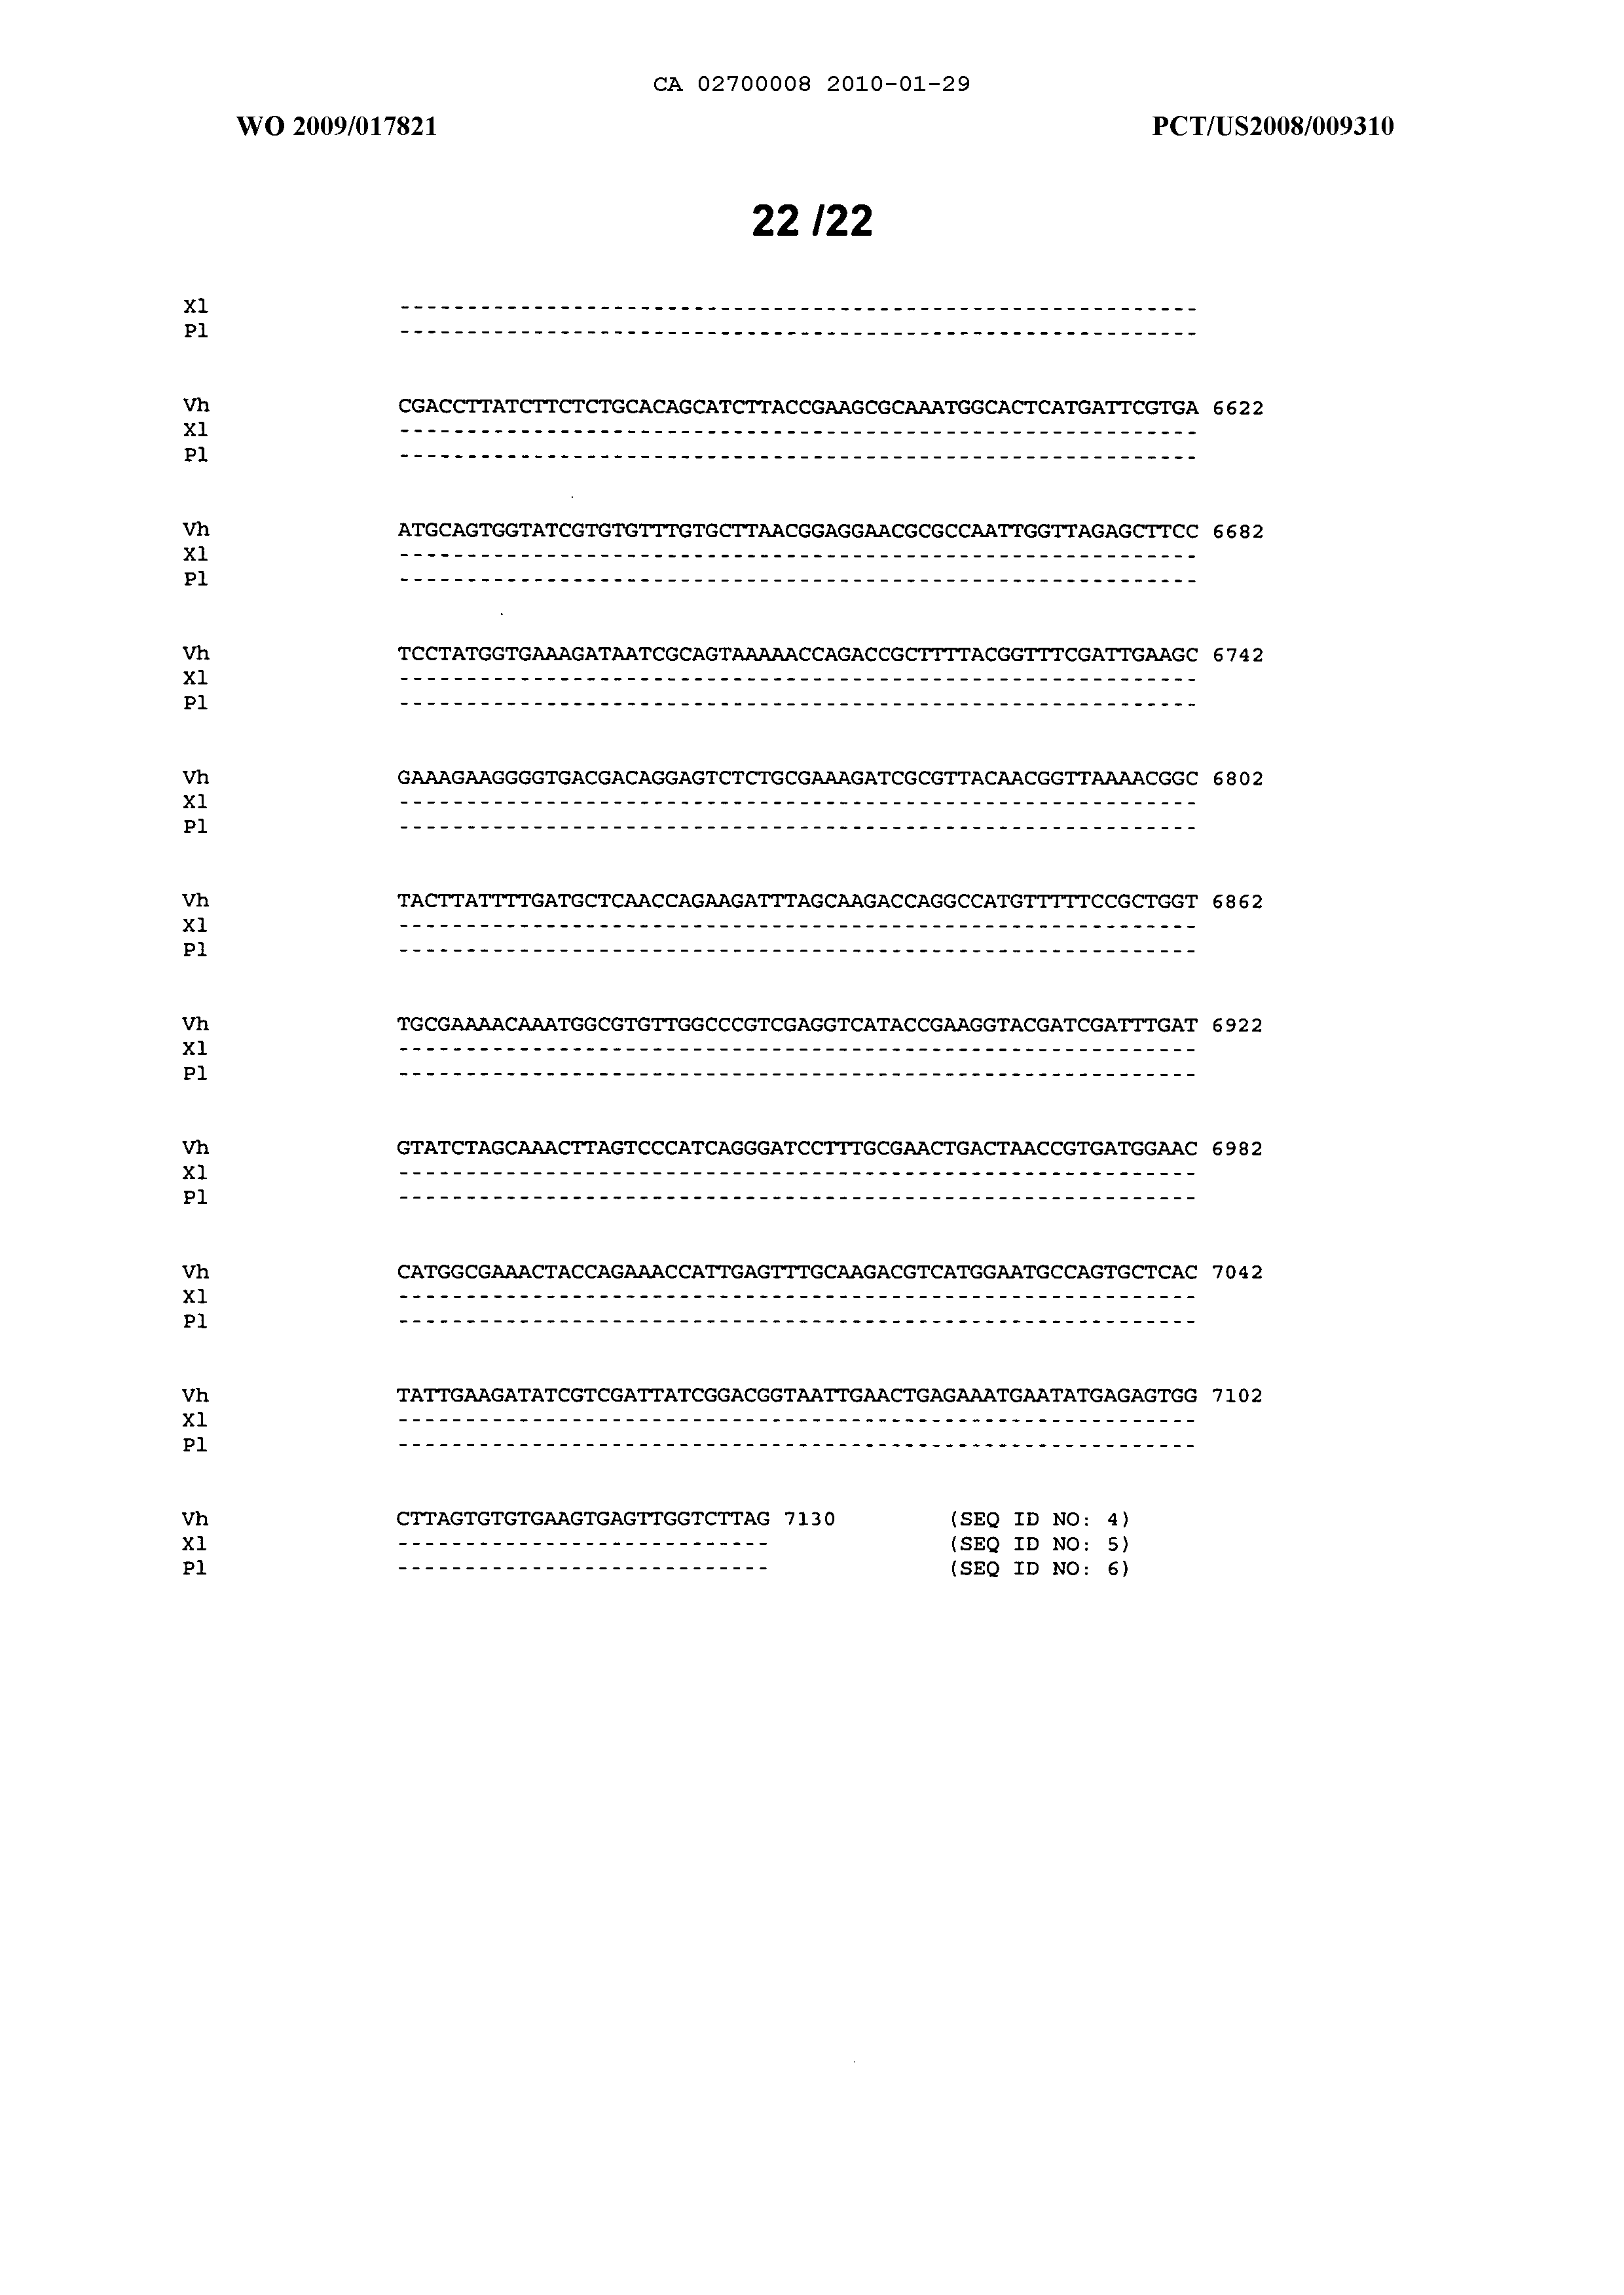 CA 02700008 2010-01-29
WO 2009/017821 PCT/US2008/009310
22 /22
Xl ------------------------------------------------------------
Pl ------------------------------------------------------------
Vh CGACCTTATCTTCTCTGCACAGCATCTTACCGAAGCGCAAATGGCACTCATGATTCGTGA 6622
Xl ------------------------------------------------------------
Pl ------------------------------------------------------------
Vh ATGCAGTGGTATCGTGTGTTTGTGCTTAACGGAGGAACGCGCCAATTGGTTAGAGCTTCC 6682
Xl ------------------------------------------------------------
Pl ------------------------------------------------------------
Vh TCCTATGGTGAAAGATAATCGCAGTAAAAACCAGACCGCTTTTACGGTTTCGATTGAAGC 6742
Xl ------------------------------------------------------------
Pl ------------------------------------------------------------
Vh GAAAGAAGGGGTGACGACAGGAGTCTCTGCGAAAGATCGCGTTACAACGGTTAAAACGGC 6802
Xl ------------------------------------------------------------
Pl ------------------------------------------------------------
Vh TACTTATTTTGATGCTCAACCAGAAGATTTAGCAAGACCAGGCCATGTTTTTCCGCTGGT 6862
Xl ------------------------------------------------------------
Pl ------------------------------------------------------------
Vh TGCGAAAACAAATGGCGTGTTGGCCCGTCGAGGTCATACCGAAGGTACGATCGATTTGAT 6922
Xl ------------------------------------------------------------
Pl ------------------------------------------------------------
Vh GTATCTAGCAAACTTAGTCCCATCAGGGATCCTTTGCGAACTGACTAACCGTGATGGAAC 6982
Xl ------------------------------------------------------------
Pl ------------------------------------------------------------
Vh CATGGCGAAACTACCAGAAACCATTGAGTTTGCAAGACGTCATGGAATGCCAGTGCTCAC 7042
Xl ------------------------------------------------------------
Pl ------------------------------------------------------------
Vh TATTGAAGATATCGTCGATTATCGGACGGTAATTGAACTGAGAAATGAATATGAGAGTGG 7102
Xl ------------------------------------------------------------
Pl ------------------------------------------------------------
Vh CTTAGTGTGTGAAGTGAGTTGGTCTTAG 7130 (SEQ ID NO: 4)
Xl ---------------------------- (SEQ ID NO: 5)
Pl ---------------------------- (SEQ ID NO: 6)